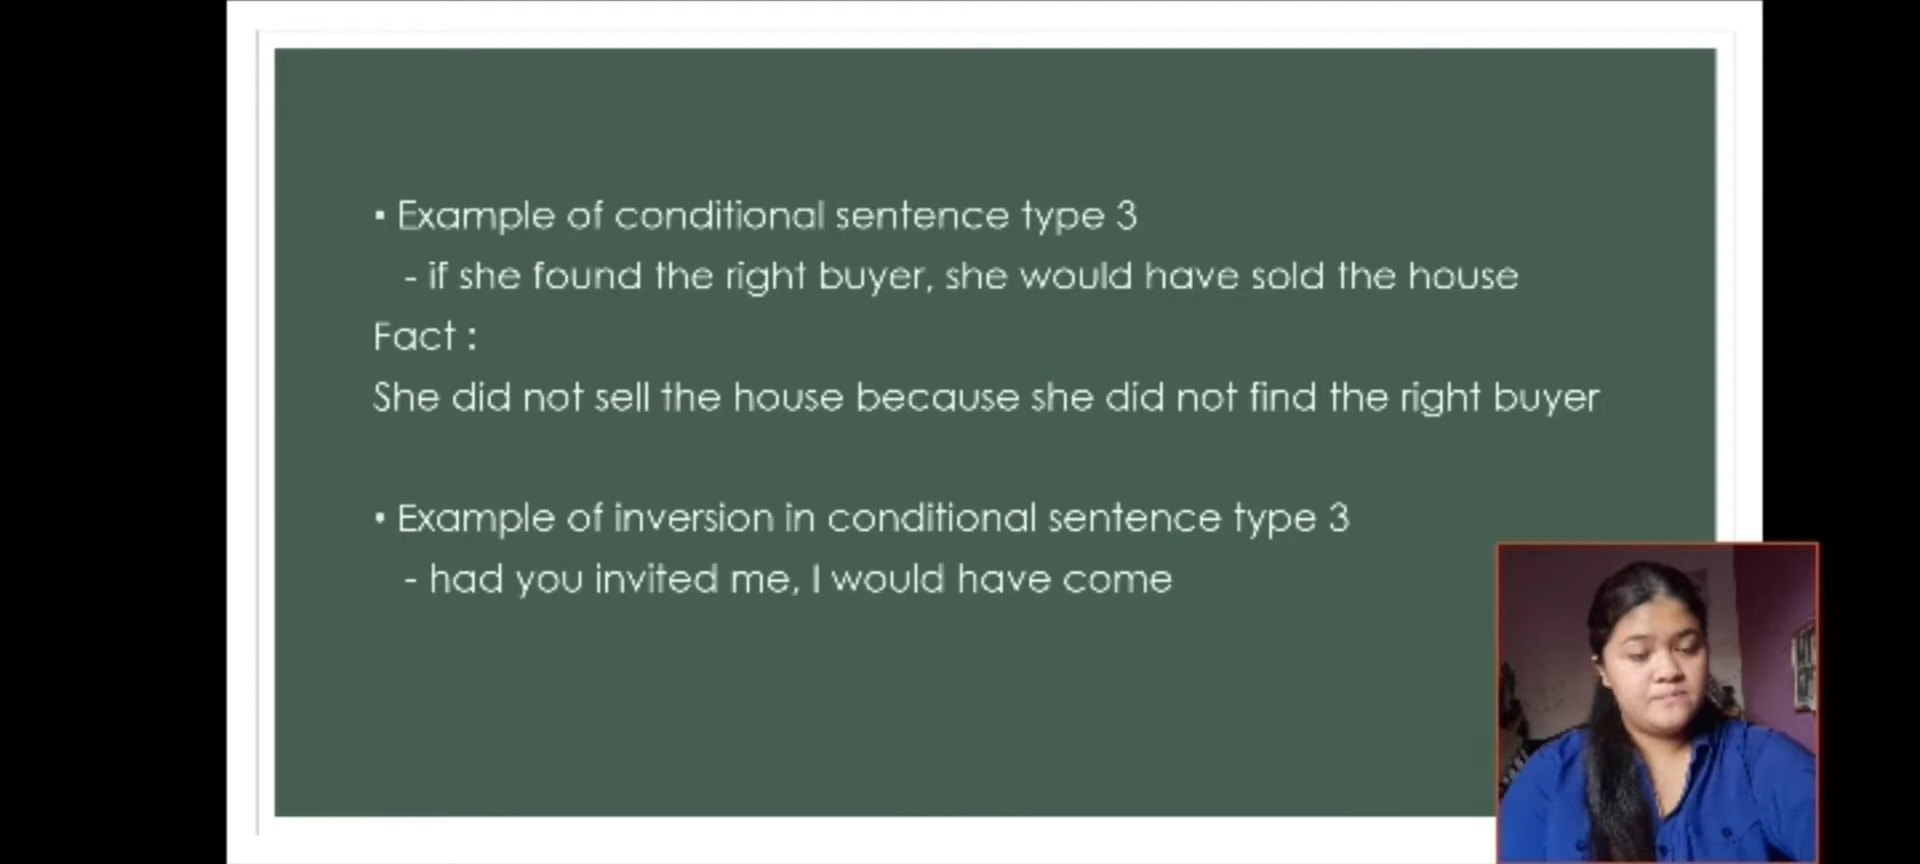 ▪ Example of conditional sentence type 3
- if she found the right buyer, she would have sold the house
Fact :
She did not sell the house because she did not find the right buyer
• Example of inversion in conditional sentence type 3
- had you invited me, I would have come